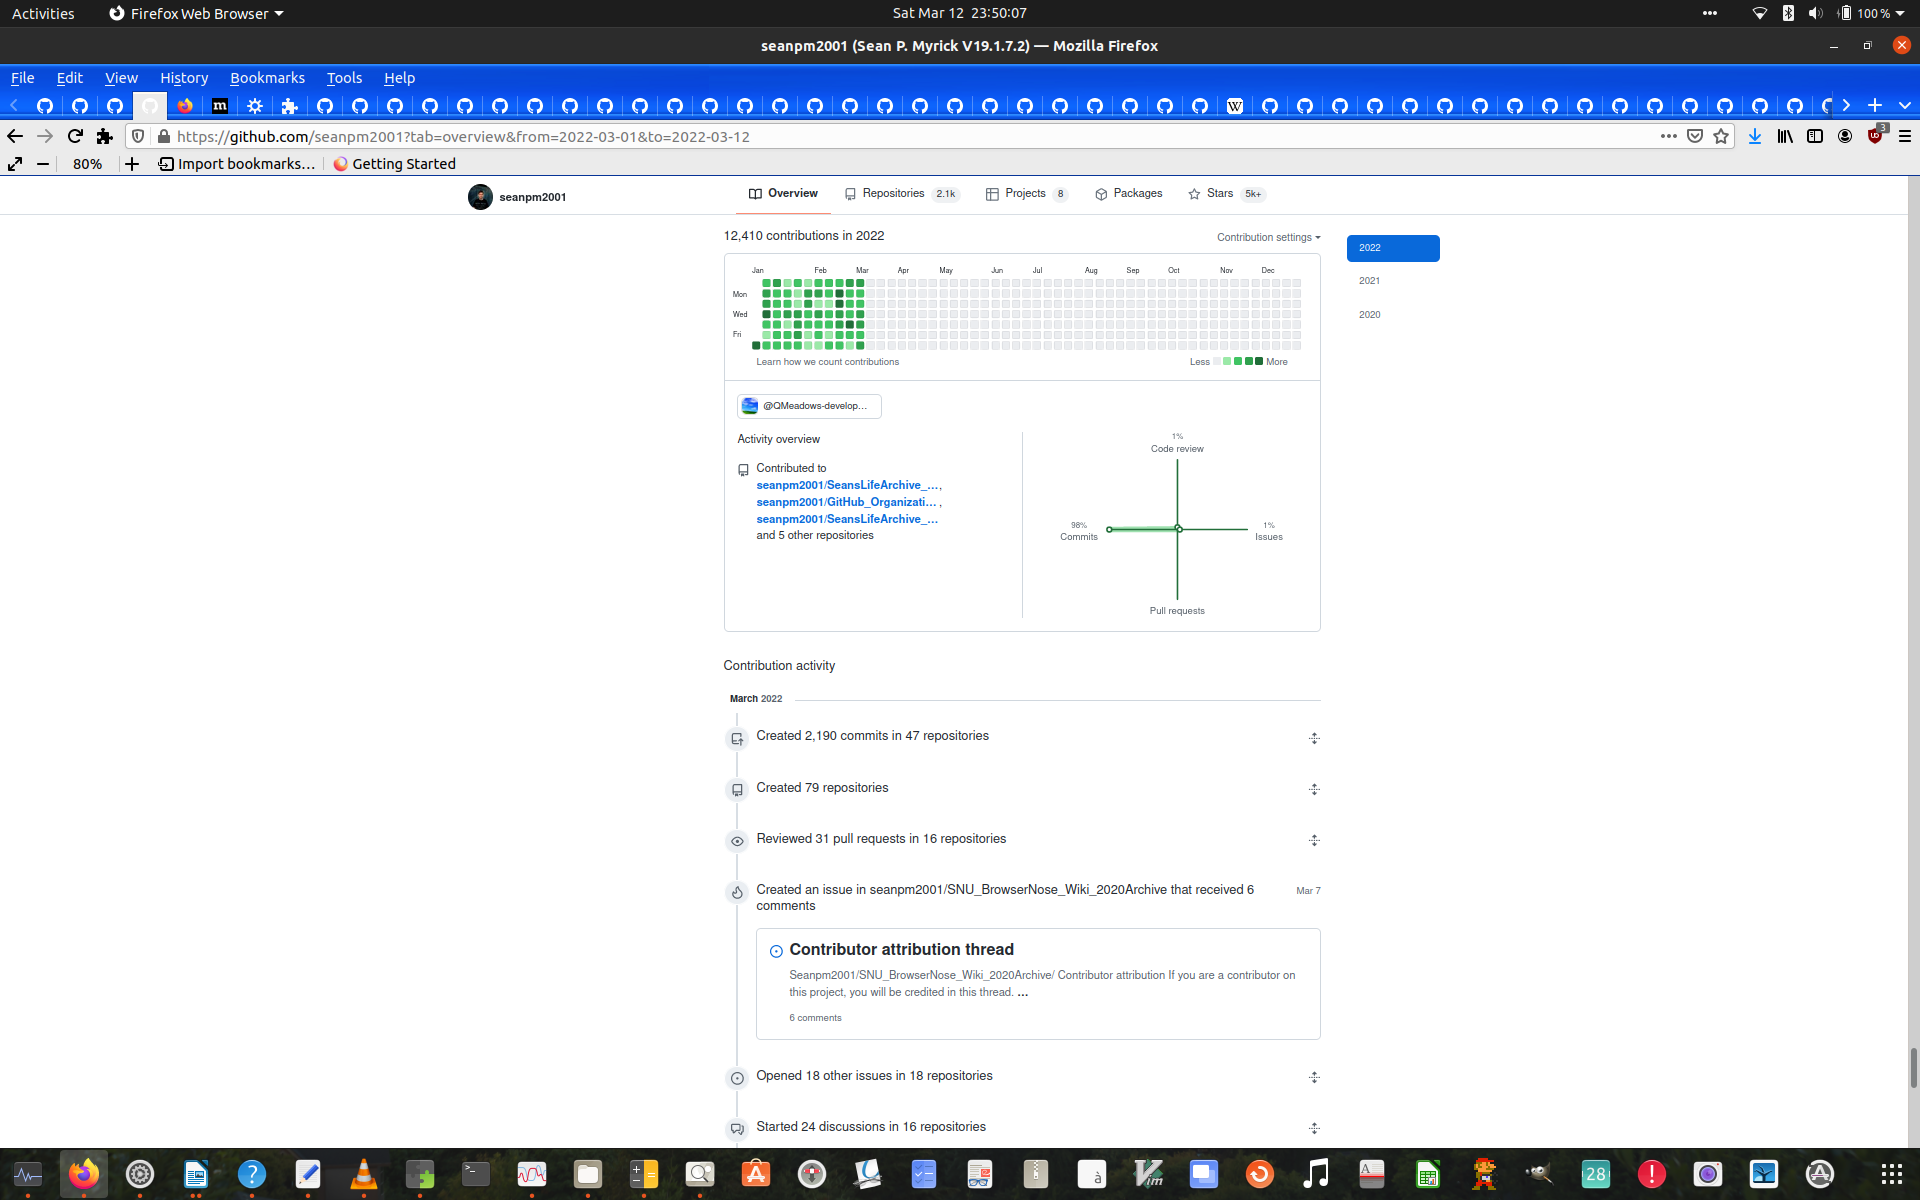 Activities
Firefox Web Browser
Sat Mar 12 23:50:07
100 %
seanpm2001 (Sean P. Myrick V19.1.7.2) — Mozilla Firefox
File Edit View History Bookmarks Tools Help
https://github.com/seanpm2001?tab=overview&from=2022-03-01&to=2022-03-12
3
80%
Import bookmarks…
Getting Started
seanpm2001
Overview
Repositories 2.1k
Projects 8
Packages
Stars 5k+
12,410 contributions in 2022
Contribution settings
2022
2021
2020
Jan Feb Mar Apr May Jun Jul Aug Sep Oct Nov Dec
Mon
Wed
Fri
Learn how we count contributions
Less More
@QMeadows-develop…
Activity overview
Contributed to
seanpm2001/SeansLifeArchive_…,
seanpm2001/GitHub_Organizati… ,
seanpm2001/SeansLifeArchive_…
and 5 other repositories
1%
Code review
98%
Commits
1%
Issues
Pull requests
Contribution activity
March 2022
Created 2,190 commits in 47 repositories
Created 79 repositories
Reviewed 31 pull requests in 16 repositories
Created an issue in seanpm2001/SNU_BrowserNose_Wiki_2020Archive that received 6
comments
Mar 7
Contributor attribution thread
Seanpm2001/SNU_BrowserNose_Wiki_2020Archive/ Contributor attribution If you are a contributor on
this project, you will be credited in this thread. …
6 comments
Opened 18 other issues in 18 repositories
Started 24 discussions in 16 repositories
28